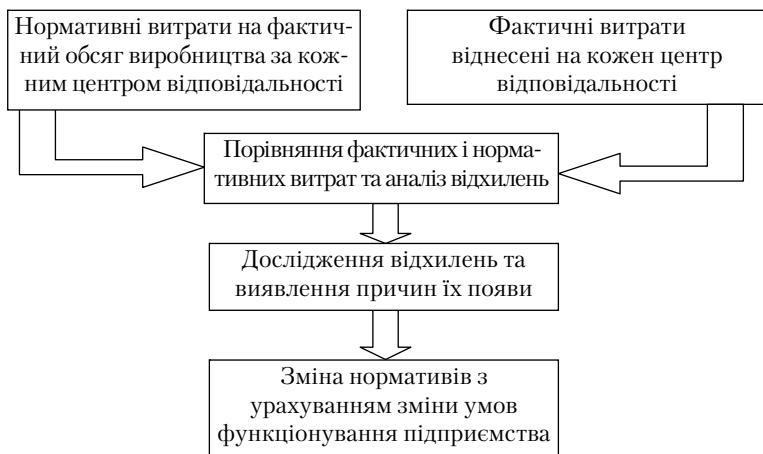 Нормативні витрати на фактич-
ний обсяг виробництва за кож-
ним центром відповідальності
Фактичні витрати
віднесені на кожен центр
відповідальності
Порівняння фактичних і норма-
тивних витрат та аналіз відхилень
Дослідження відхилень та
виявлення причин їх появи
Зміна нормативів з
урахуванням зміни умов
функціонування підприємства